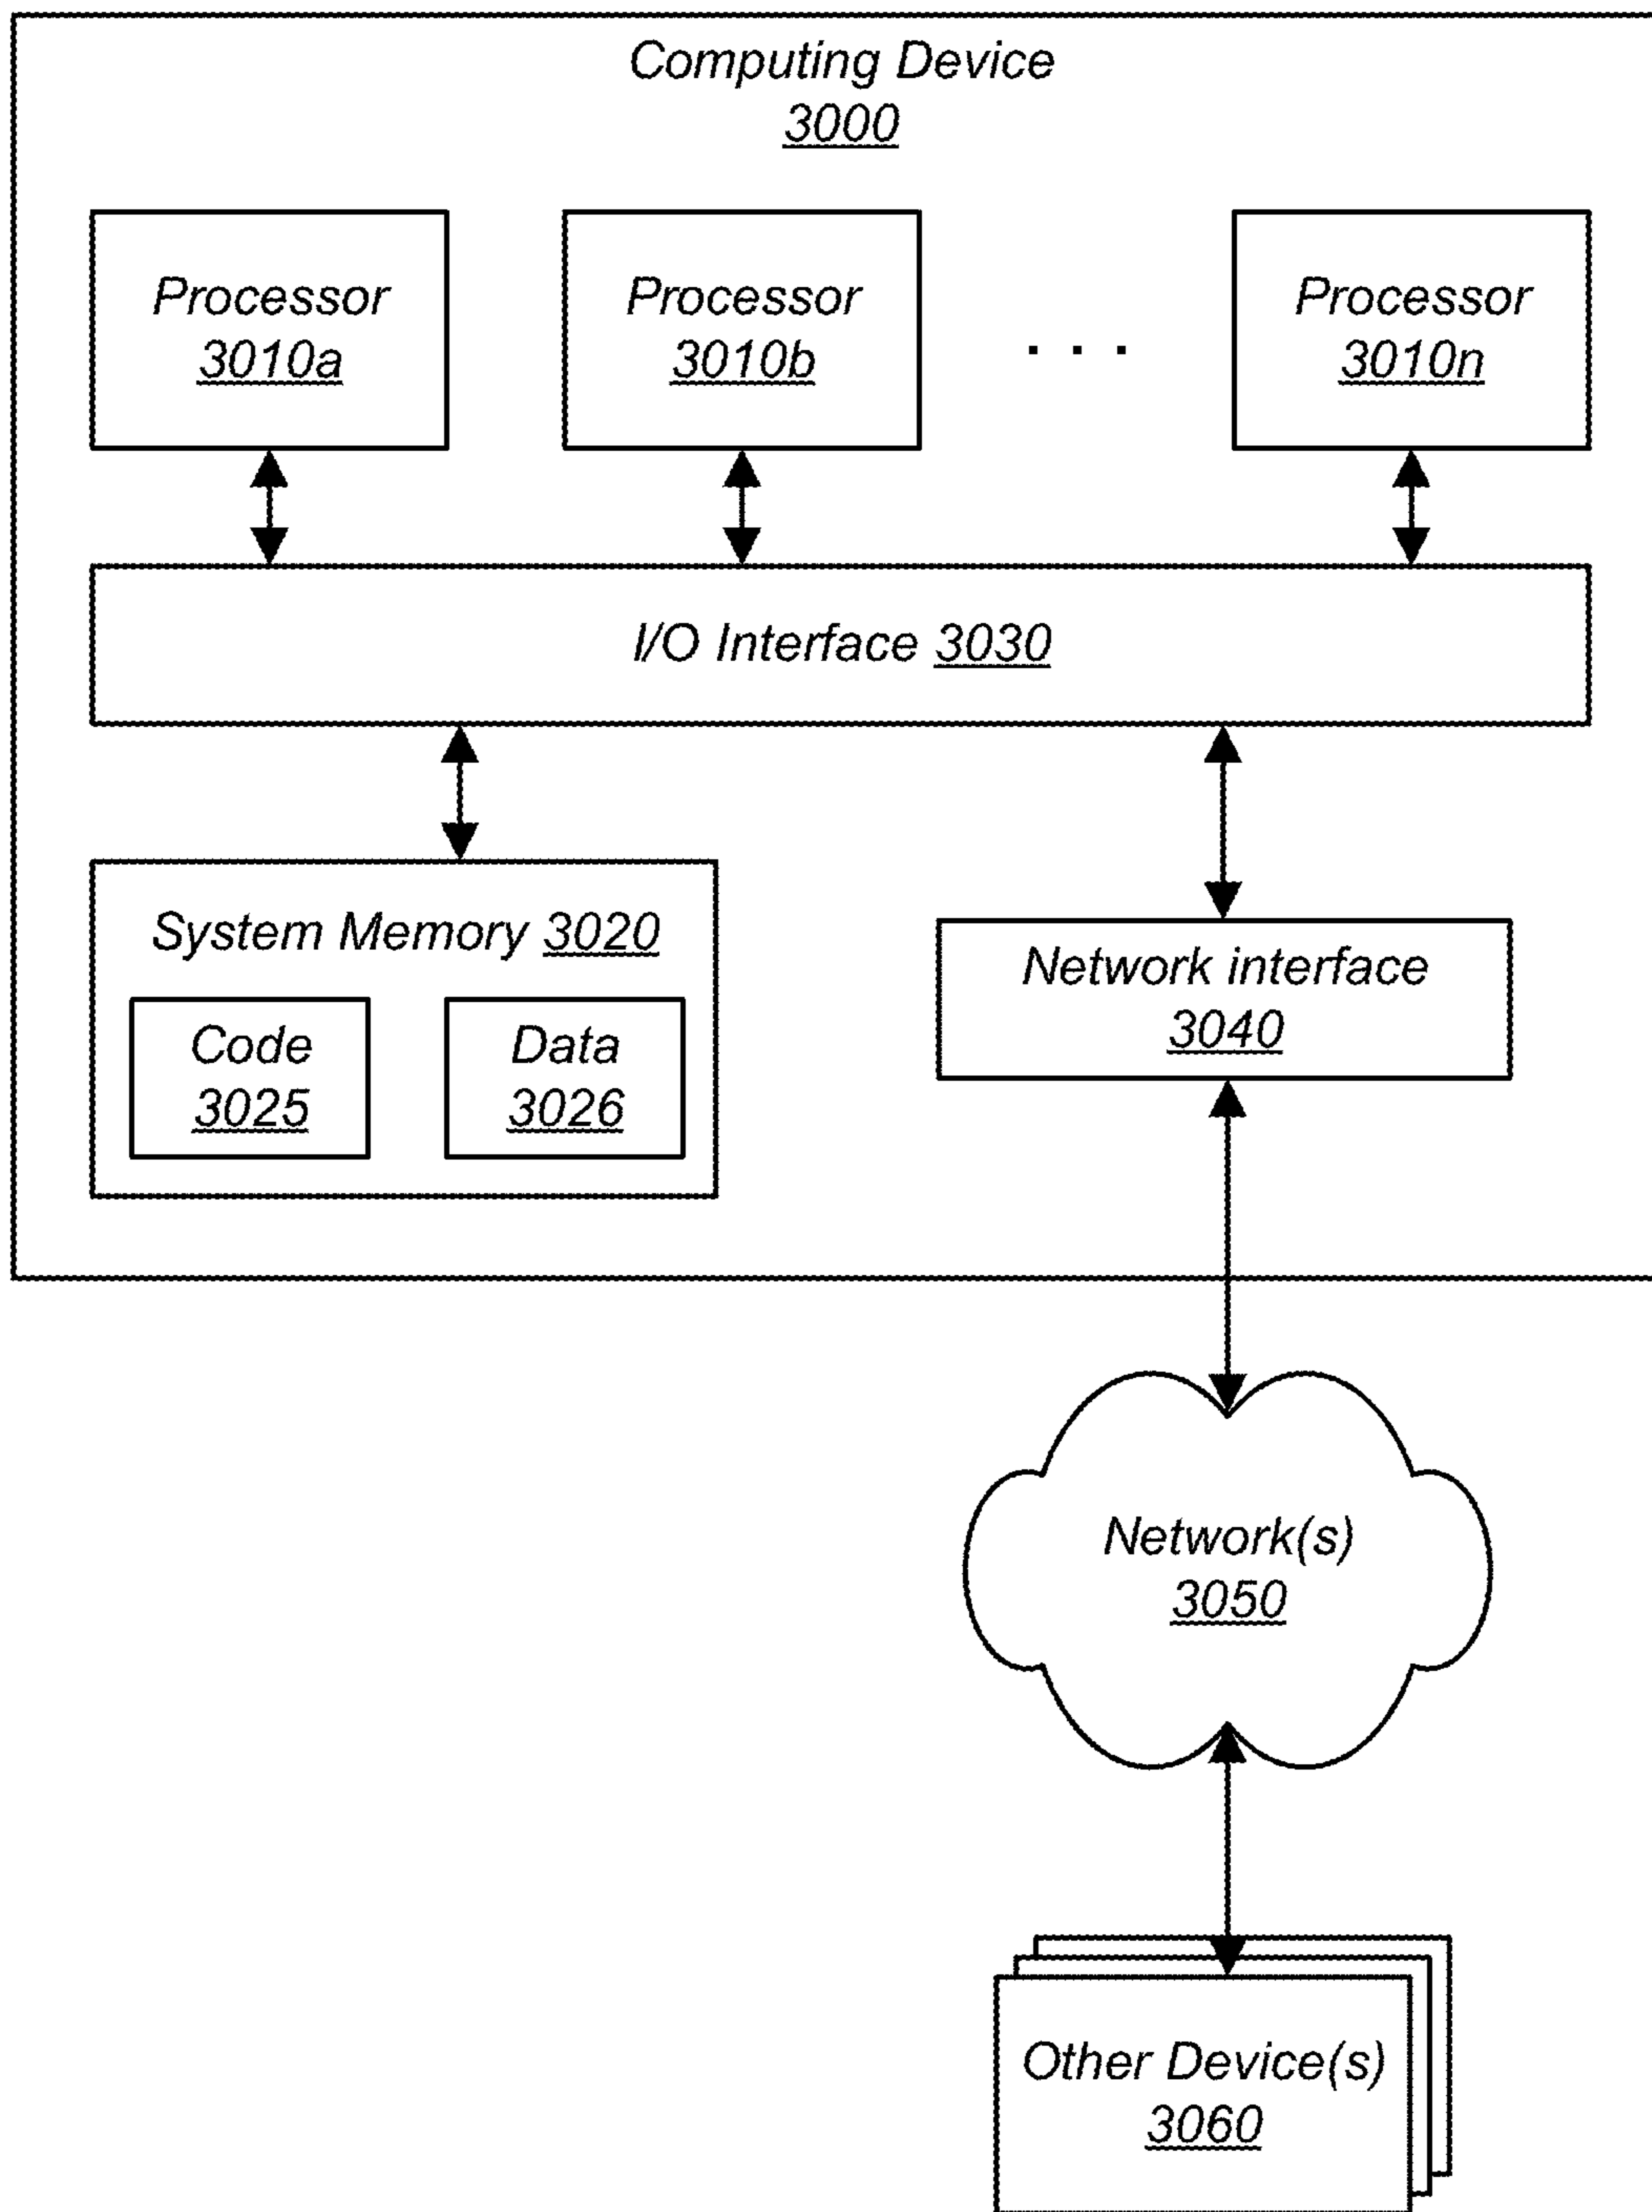 Computing Device
3000
Processor
3010a
Processor
3010b
. . .
Processor
3010n
I/O Interface 3030
System Memory 3020
Code
3025
Data
3026
Network interface
3040
Network(s)
3050
Other Device(s)
3060